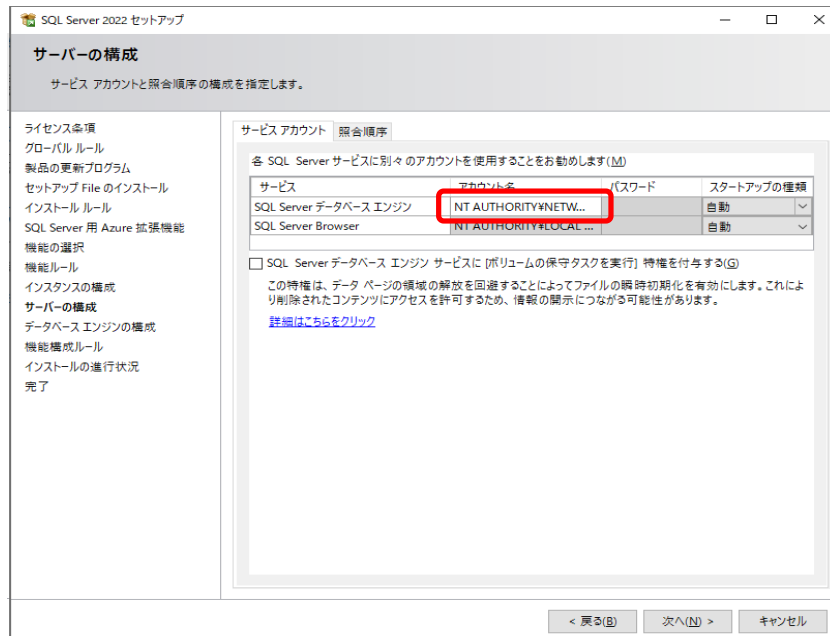 SQL Server 2022 セットアップ
サーバーの構成
サービス アカウントと照合順序の構成を指定します。
ライセンス条項
グローバル ルール
製品の更新プログラム
セットアップ File のインストール
インストール ルール
SQL Server 用 Azure 拡張機能
機能の選択
機能ルール
インスタンスの構成
サーバーの構成
データベース エンジンの構成
機能構成ルール
インストールの進行状況
完了
サービス アカウント 照合順序
各 SQL Server サービスに別々のアカウントを使用することをお勧めします(M)
サービス アカウント名 パスワード スタートアップの種類
SQL Server データベース エンジン NT AUTHORITY¥NETW... 自動
SQL Server Browser NT AUTHORITY¥LOCAL ... 自動
SQL Server データベース エンジン サービスに [ボリュームの保守タスクを実行] 特権を付与する(G)
この特権は、データ ページの領域の解放を回避することによってファイルの瞬時初期化を有効にします。これによ
り削除されたコンテンツにアクセスを許可するため、情報の開示につながる可能性があります。
詳細はこちらをクリック
< 戻る(B) 次へ(N) > キャンセル